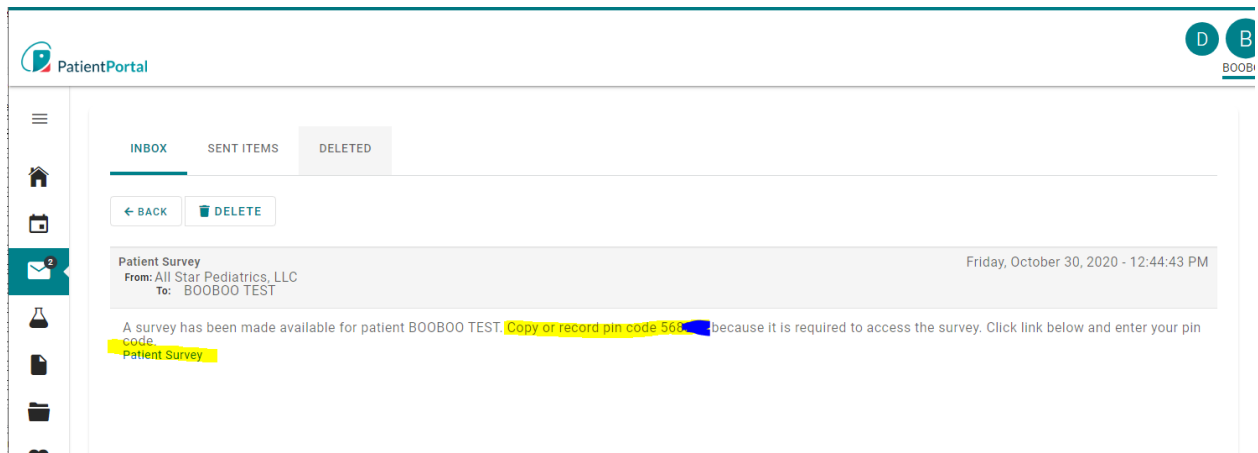 D B
PatientPortal
BOOBO
INBOX SENT ITEMS DELETED
BACK DELETE
2
Patient Survey
Friday, October 30, 2020 - 12:44:43 PM
From: All Star Pediatrics, LLC
To: BOOBOO TEST
A survey has been made available for patient BOOBOO TEST. Copy or record pin code 568 because it is required to access the survey. Click link below and enter your pin
code.
Patient Survey